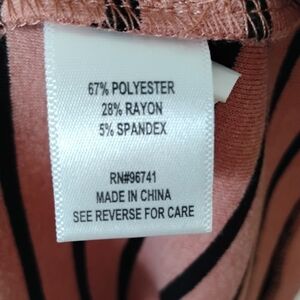 67% POLYESTER
28% RAYON
5% SPANDEX
RN#96741
MADE IN CHINA
SEE REVERSE FOR CARE